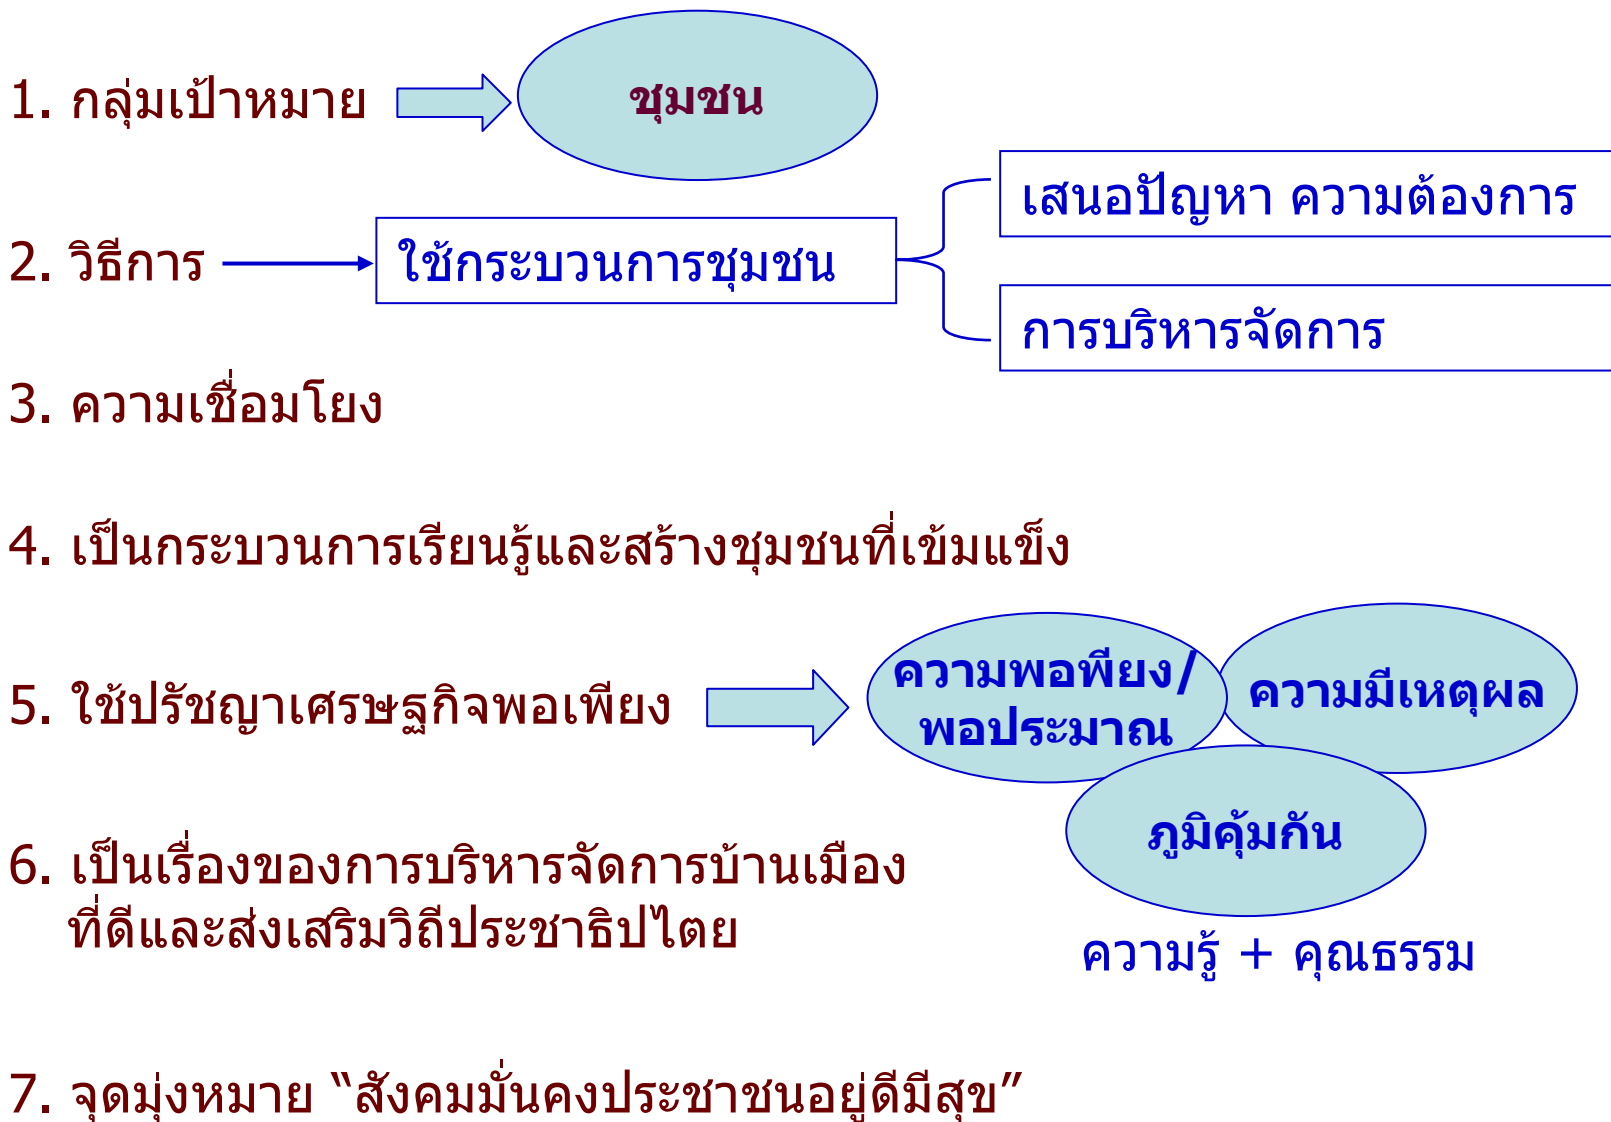 1. กลุ่มเป้าหมาย
ชุมชน
2. วิธีการ
ใช้กระบวนการชุมชน
เสนอปัญหา ความต้องการ
การบริหารจัดการ
3. ความเชื่อมโยง
4. เป็นกระบวนการเรียนรู้และสร้างชุมชนที่เข้มแข็ง
5. ใช้ปรัชญาเศรษฐกิจพอเพียง
ความพอพียง/
พอประมาณ
ความมีเหตุผล
ภูมิคุ้มกัน
ความรู้ + คุณธรรม
6. เป็นเรื่องของการบริหารจัดการบ้านเมือง
ที่ดีและส่งเสริมวิถีประชาธิปไตย
7. จุดมุ่งหมาย “สังคมมั่นคงประชาชนอยู่ดีมีสุข”